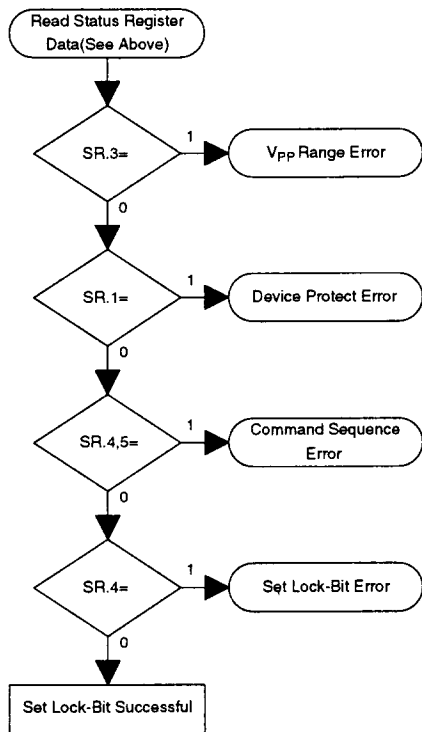 Read Status Register
Data(See Above)
SR.3=
1
VPP Range Error
0
SR.1=
1
Device Protect Error
0
SR.4,5=
1
Command Sequence
Error
0
SR.4=
1
Set Lock-Bit Error
0
Set Lock-Bit Successful